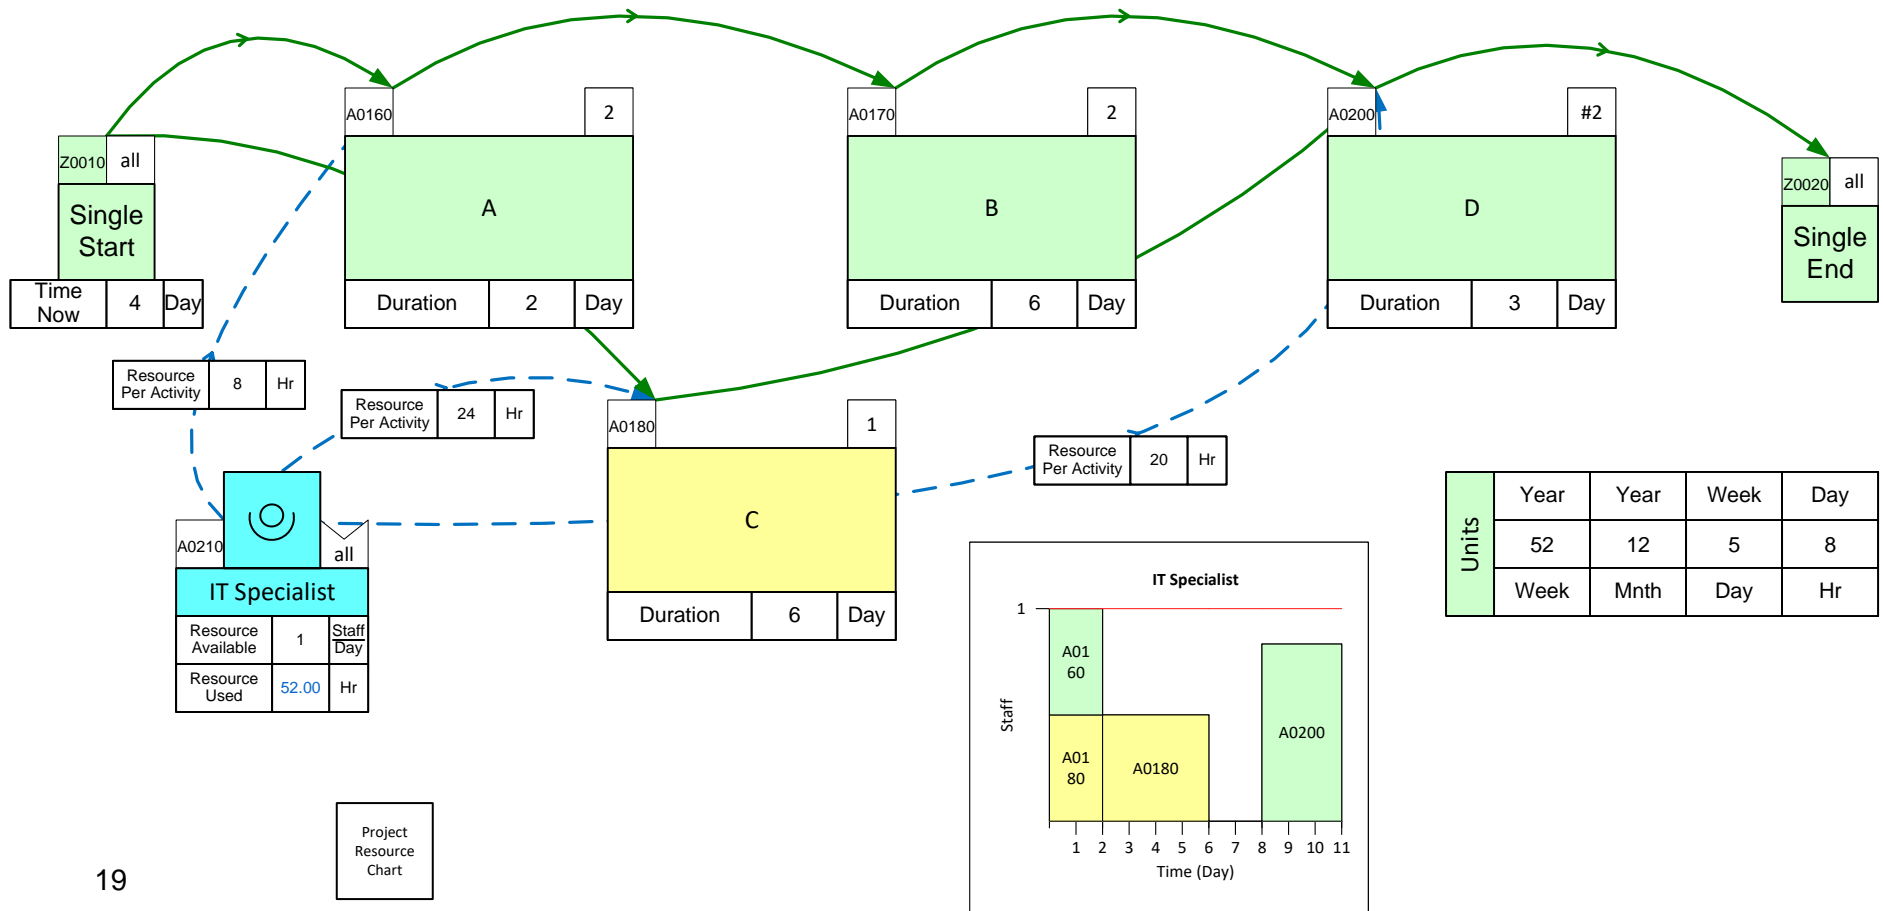 A0160
2
A0170
2
A0200
#2
Z0010
all
Z0020
all
Single
Start
A
B
D
Single
End
Time
Now
4
Day
Duration
2
Day
Duration
6
Day
Duration
3
Day
Resource
Per Activity
8
Hr
Resource
Per Activity
24
Hr
A0180
1
Resource
Per Activity
20
Hr
C
A0210
all
IT Specialist
Resource
Available
1
Staff
Day
Resource
Used
52.00
Hr
Duration
6
Day
Units
Year
Year
Week
Day
52
12
5
8
Week
Mnth
Day
Hr
IT Specialist
1
Staff
A01
60
A01
80
A0180
A0200
1 2 3 4 5 6 7 8 9 10 11
Time (Day)
Project
Resource
Chart
19